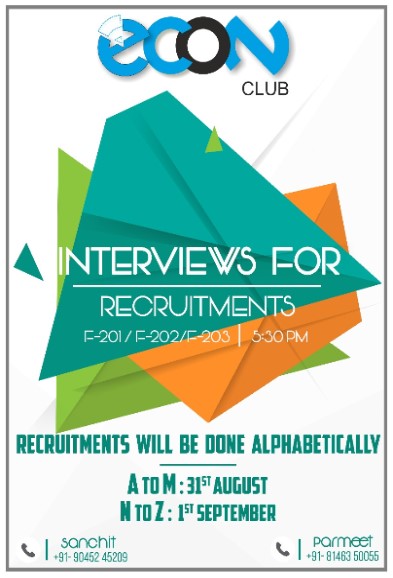 ECON
CLUB
INTERVIEWS FOR
RECRUITMENTS
F-201 / F-202/F-203 | 5:30 PM
RECRUITMENTS WILL BE DONE ALPHABETICALLY
A TO M : 31ST AUGUST
N TO Z : 1ST SEPTEMBER
sanchit
+91- 90452 45209
parmeet
+91- 81463 50055